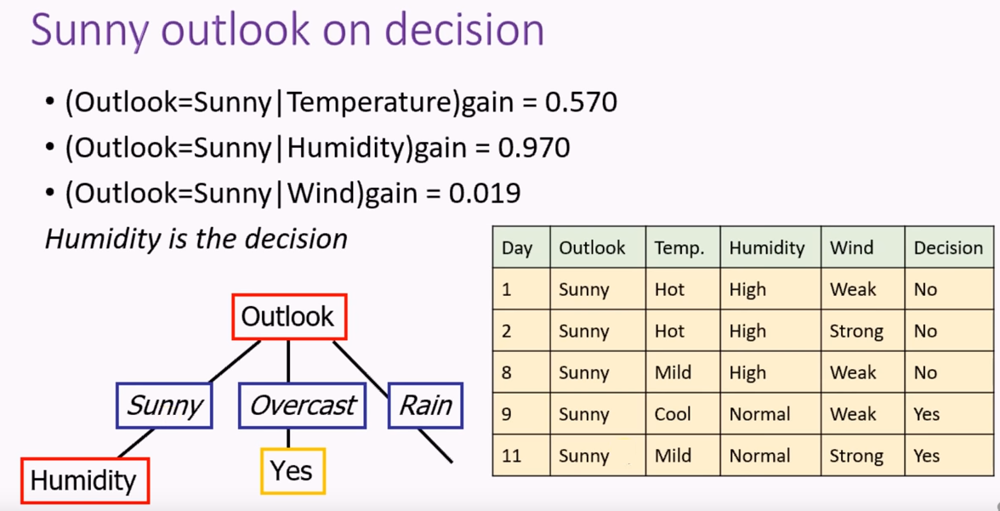 Sunny outlook on decision
• (Outlook=Sunny|Temperature)gain = 0.570
• (Outlook=Sunny|Humidity)gain = 0.970
• (Outlook=Sunny|Wind)gain = 0.019
Humidity is the decision
Outlook
Sunny Overcast Rain
Humidity Yes
Day Outlook Temp. Humidity Wind Decision
1 Sunny Hot High Weak No
2 Sunny Hot High Strong No
8 Sunny Mild High Weak No
9 Sunny Cool Normal Weak Yes
11 Sunny Mild Normal Strong Yes